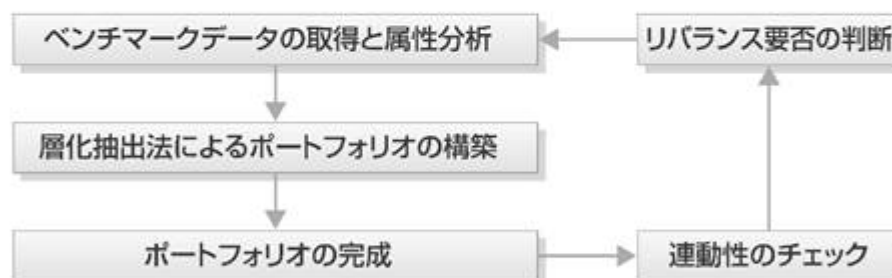 ベンチマークデータの取得と属性分析
リバランス要否の判断
層化抽出法によるポートフォリオの構築
ポートフォリオの完成
連動性のチェック